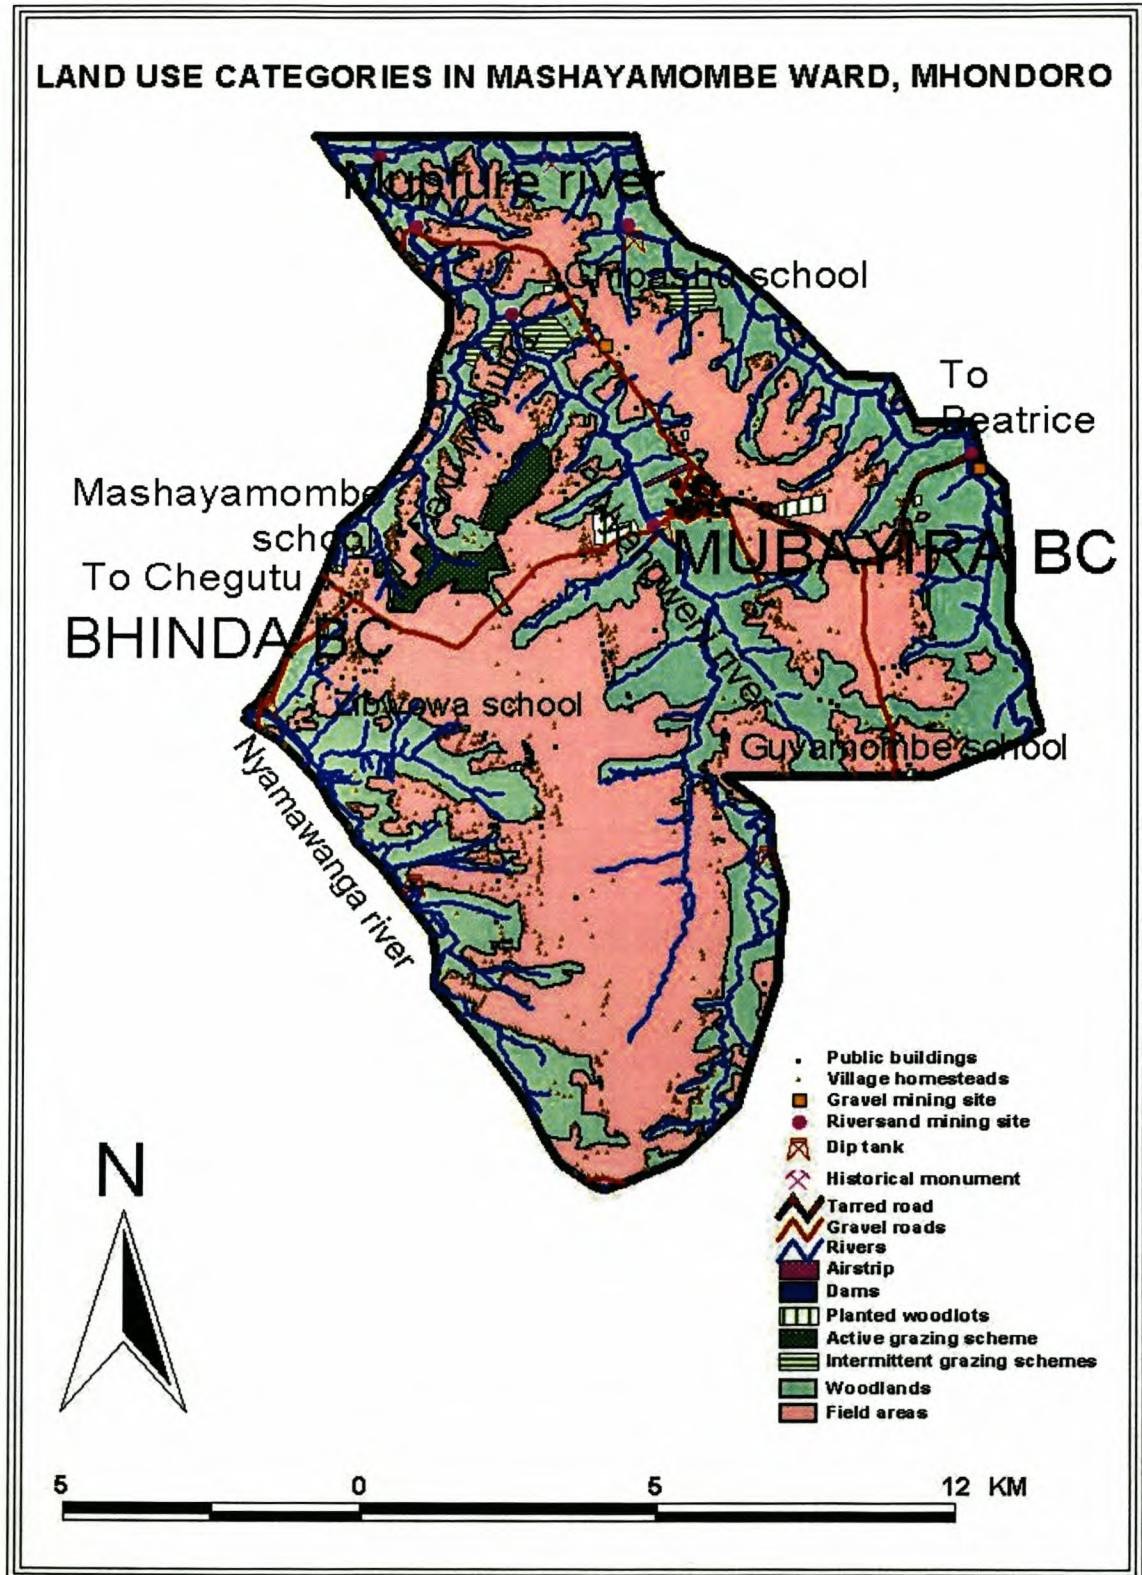 LAND USE CATEGORIES IN MASHAYAMOMBE WARD, MHONDORO
Mupfure river
Chipashu school
To
Beatrice
Mashayamombe
school
To Chegutu
MUBAYIRA BC
BHINDA BC
river
Zibwowa school
Guyamombe school
Nyamawanga river
Public buildings
Village homesteads
Gravel mining site
Riversand mining site
Dip tank
Historical monument
Tarred road
Gravel roads
Rivers
Airstrip
Dams
Planted woodlots
Active grazing scheme
Intermittent grazing schemes
Woodlands
Field areas
N
5 0 5 12 KM